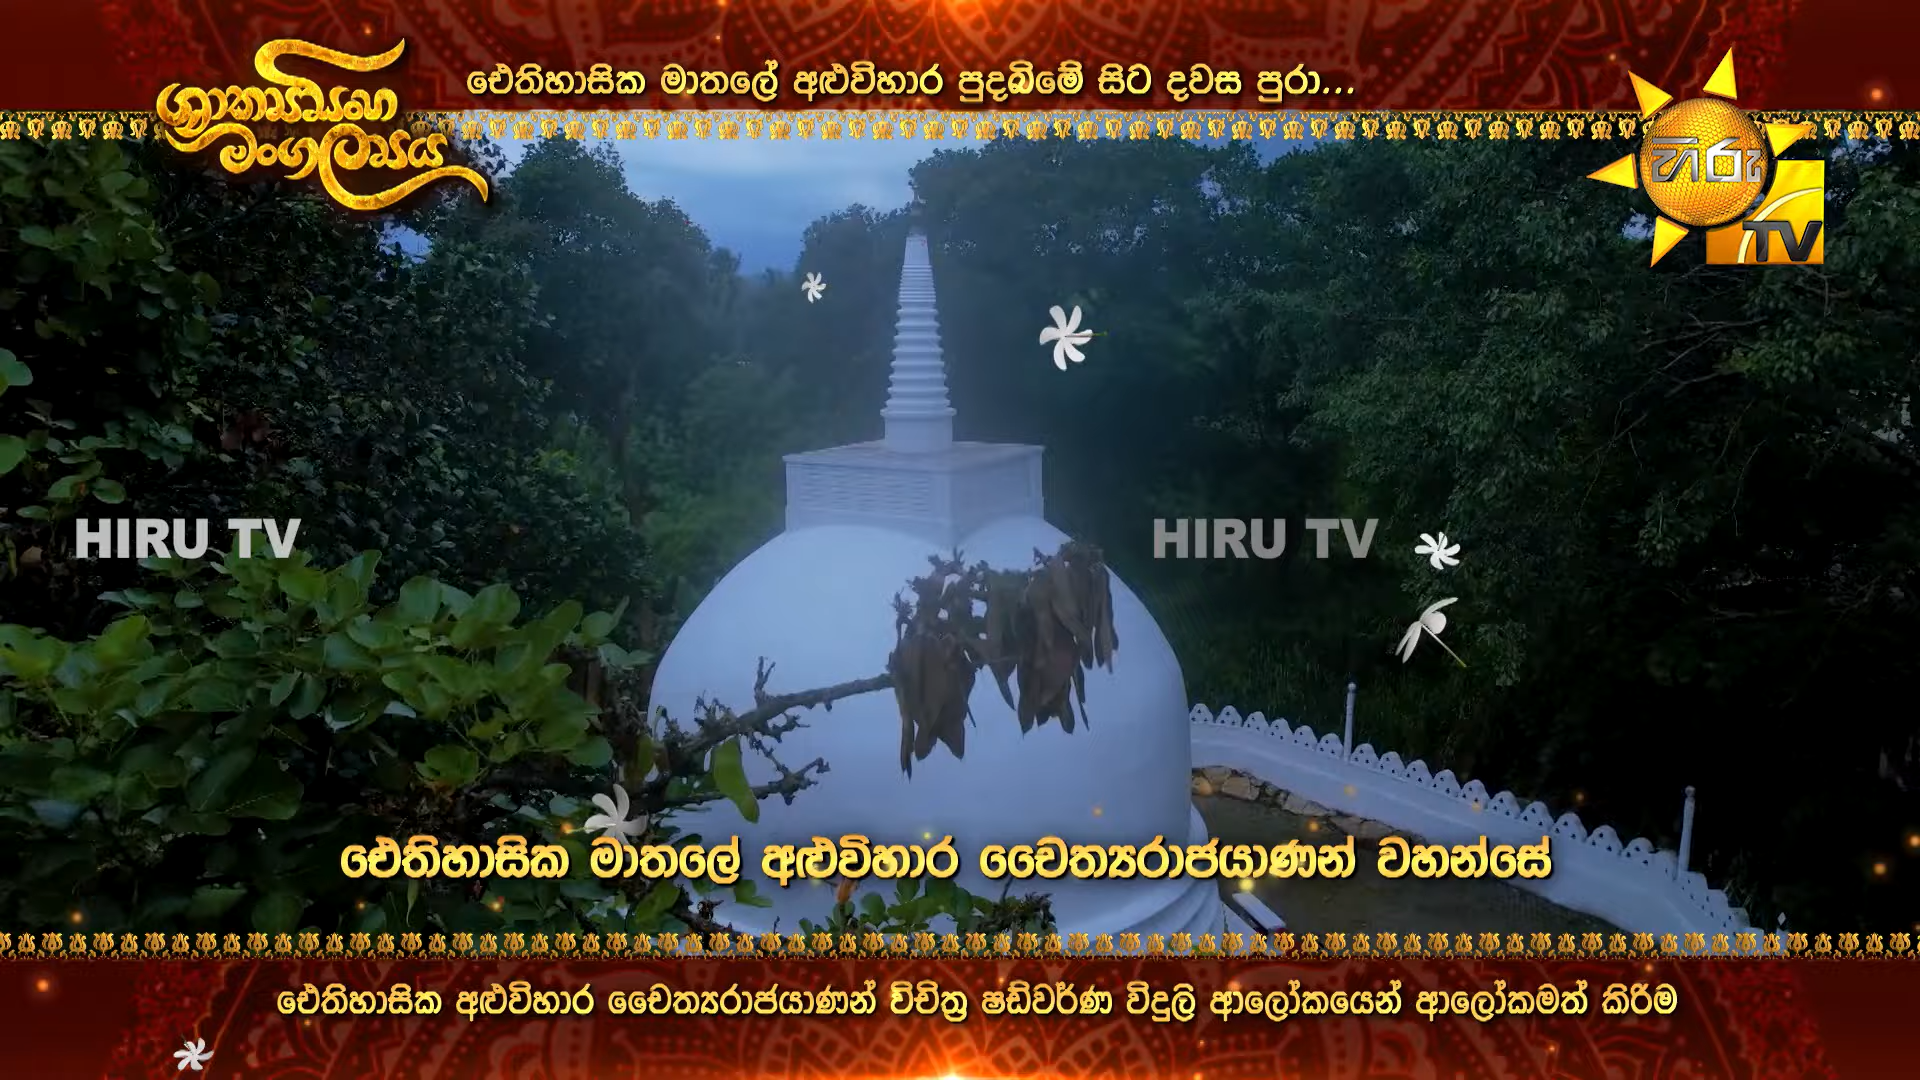 ශ්‍රාක්‍යසිංහ
මංගල්‍යය
ඓතිහාසික මාතලේ අළුවිහාර පුදබිමේ සිට දවස පුරා...
හිරු
TV
HIRU TV
HIRU TV
ඓතිහාසික මාතලේ අළුවිහාර චෛත්‍යරාජයාණන් වහන්සේ
ඓතිහාසික අළුවිහාර චෛත්‍යරාජයාණන් විචිත්‍ර ෂඩ්වර්ණ විදුලි ආලෝකයෙන් ආලෝකමත් කිරිම